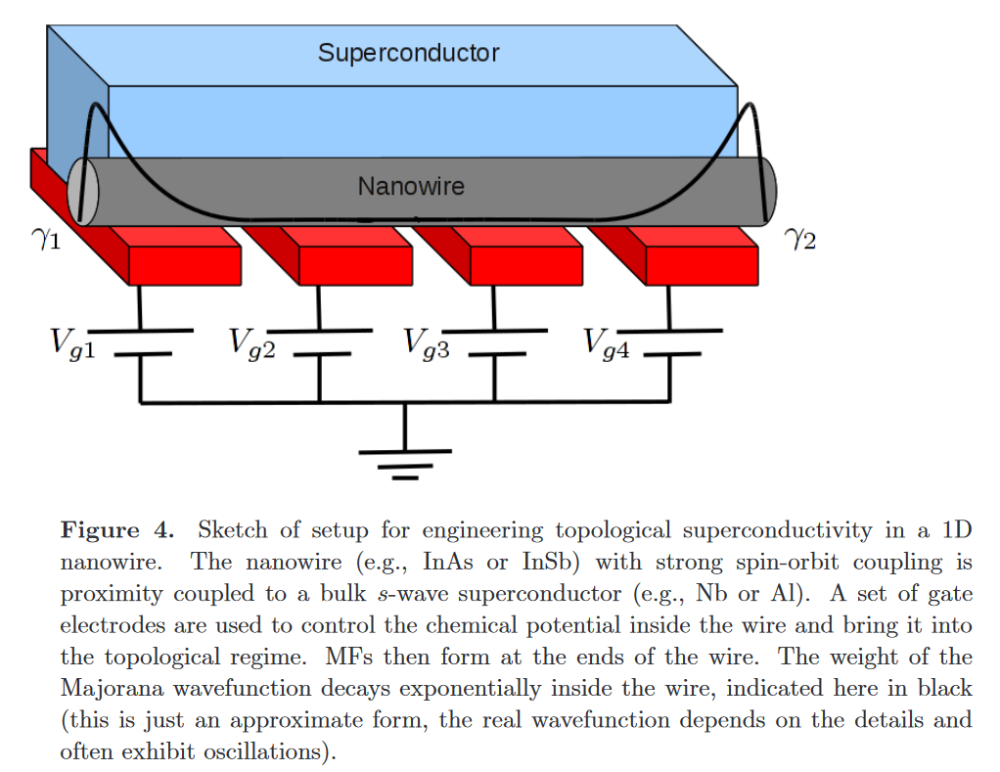 Superconductor
Nanowire
γ1 γ2
Vg1 Vg2 Vg3 Vg4
Figure 4. Sketch of setup for engineering topological superconductivity in a 1D
nanowire. The nanowire (e.g., InAs or InSb) with strong spin-orbit coupling is
proximity coupled to a bulk s-wave superconductor (e.g., Nb or Al). A set of gate
electrodes are used to control the chemical potential inside the wire and bring it into
the topological regime. MFs then form at the ends of the wire. The weight of the
Majorana wavefunction decays exponentially inside the wire, indicated here in black
(this is just an approximate form, the real wavefunction depends on the details and
often exhibit oscillations).